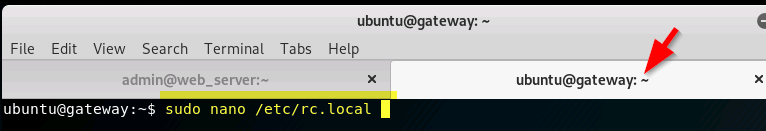 ubuntu@gateway: ~
File Edit View Search Terminal Tabs Help
admin@web_server:~ × ubuntu@gateway: ~ ×
ubuntu@gateway:~$ sudo nano /etc/rc.local